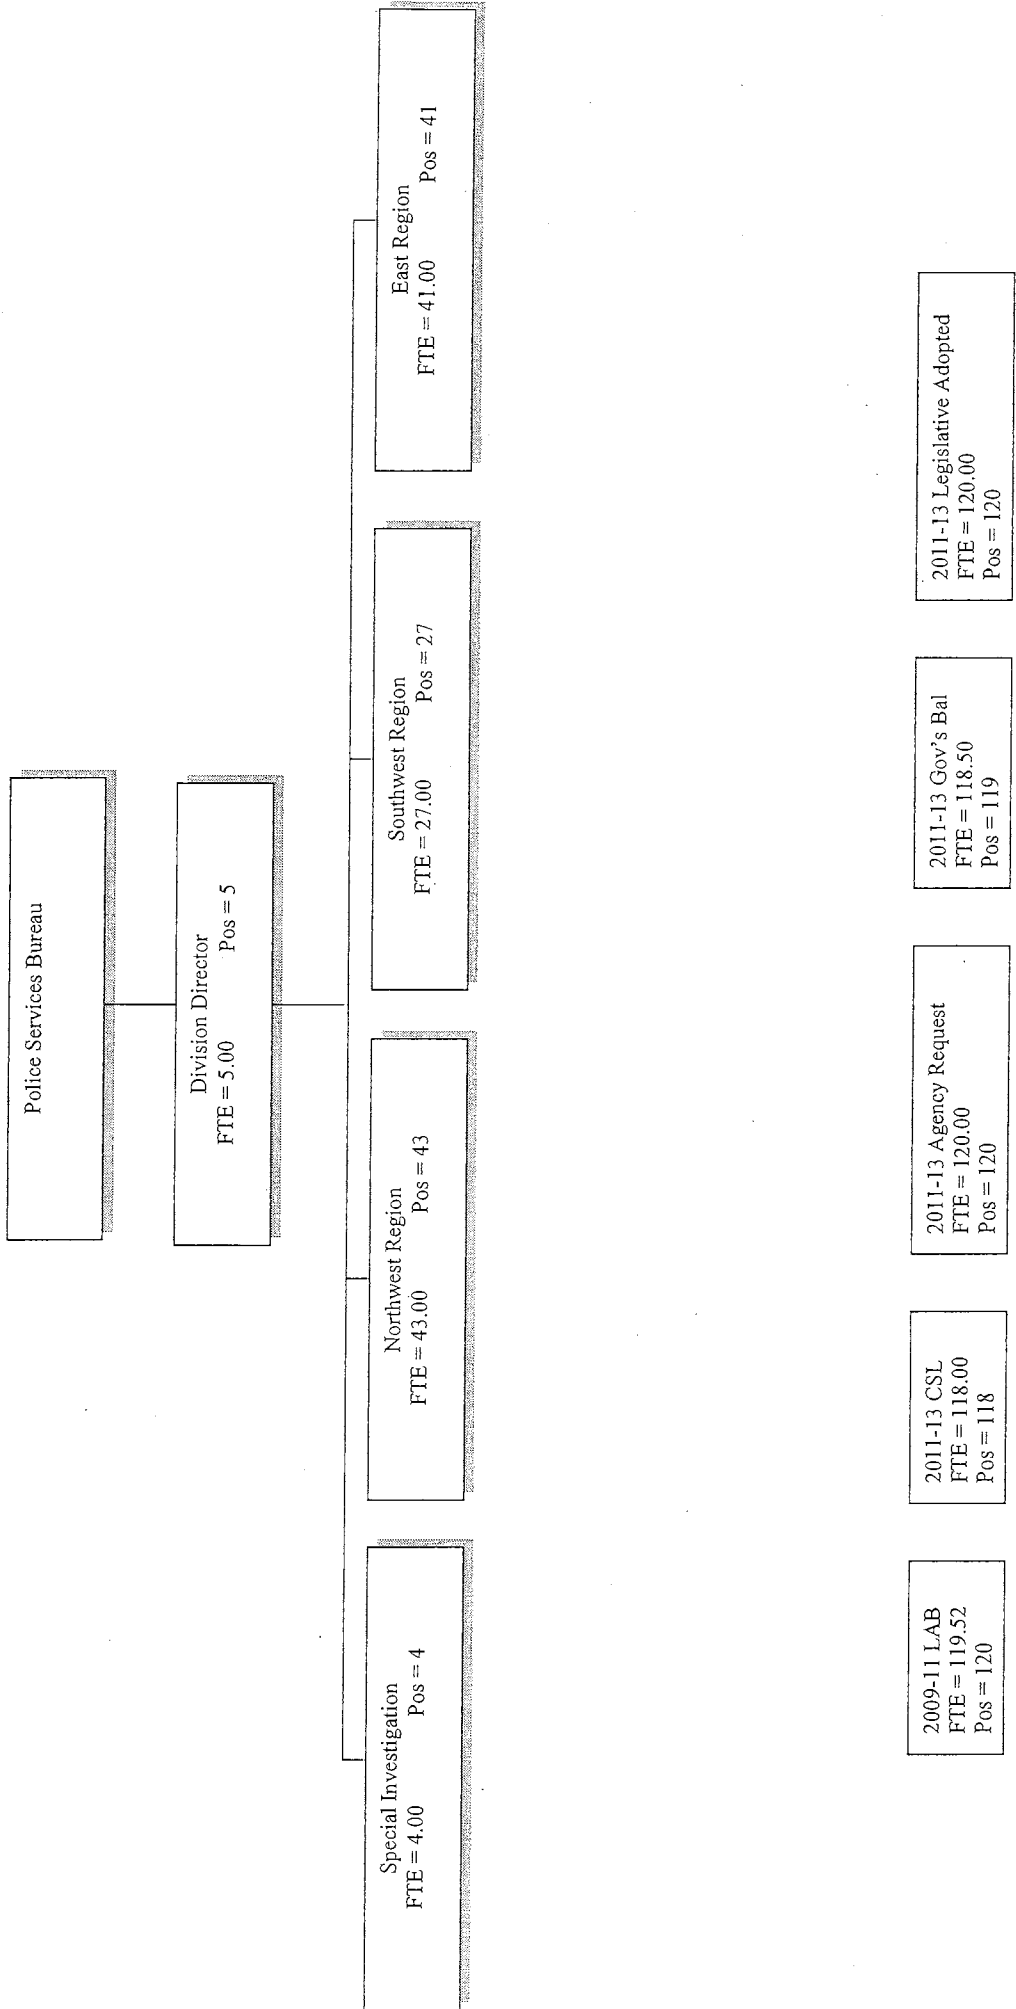 Police Services Bureau
Division Director
FTE = 5.00 Pos = 5
Special Investigation
FTE = 4.00 Pos = 4
Northwest Region
FTE = 43.00 Pos = 43
Southwest Region
FTE = 27.00 Pos = 27
East Region
FTE = 41.00 Pos = 41
2009-11 LAB
FTE = 119.52
Pos = 120
2011-13 CSL
FTE = 118.00
Pos = 118
2011-13 Agency Request
FTE = 120.00
Pos = 120
2011-13 Gov's Bal
FTE = 118.50
Pos = 119
2011-13 Legislative Adopted
FTE = 120.00
Pos = 120